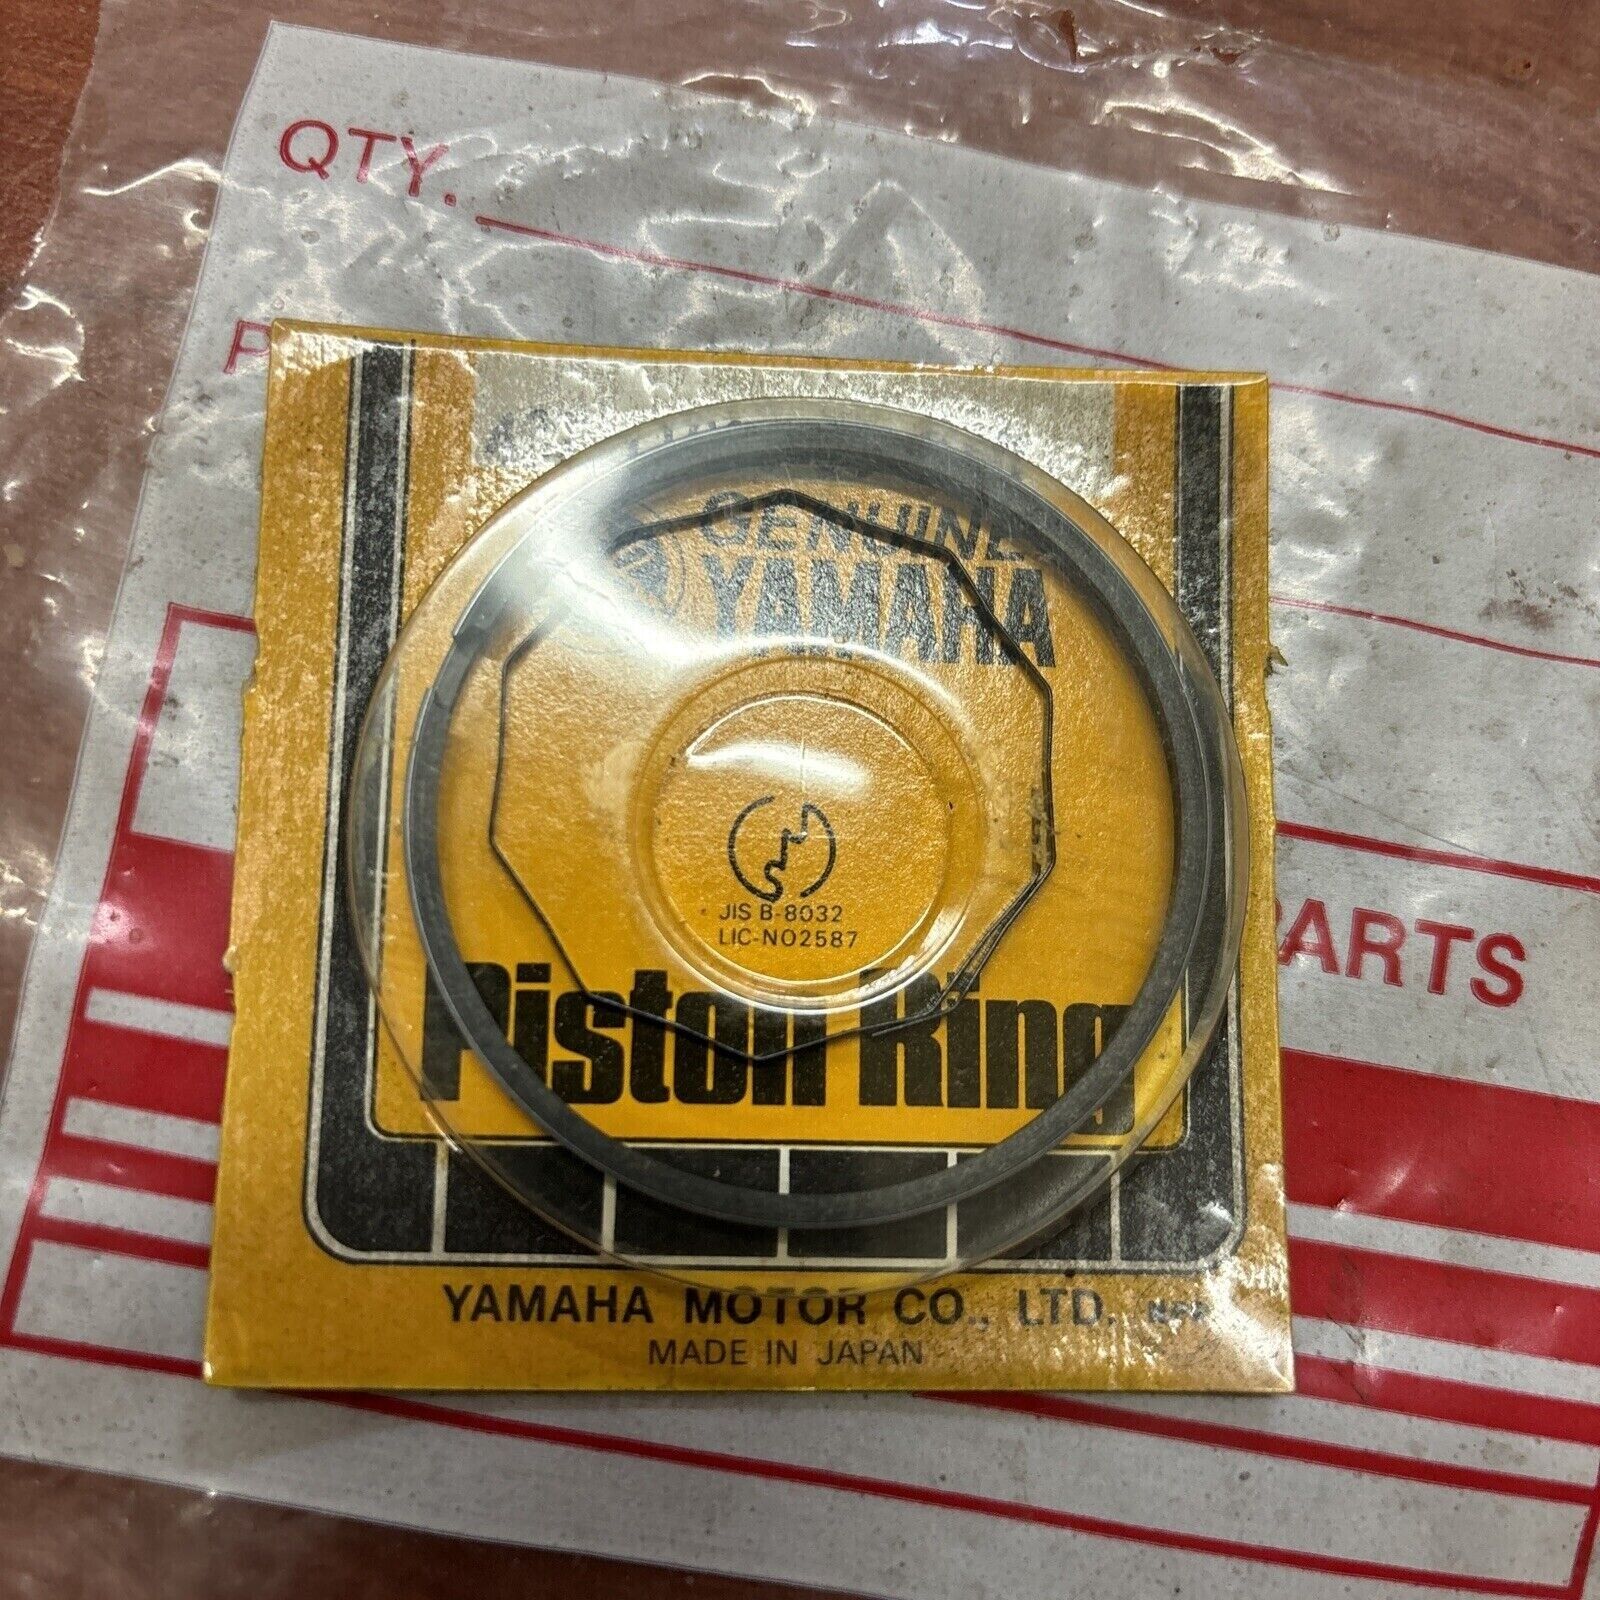 QTY.
GENUINE
YAMAHA
JIS B-8032
LIC-NO2587
Piston Ring
PARTS
YAMAHA MOTOR CO., LTD.
MADE IN JAPAN